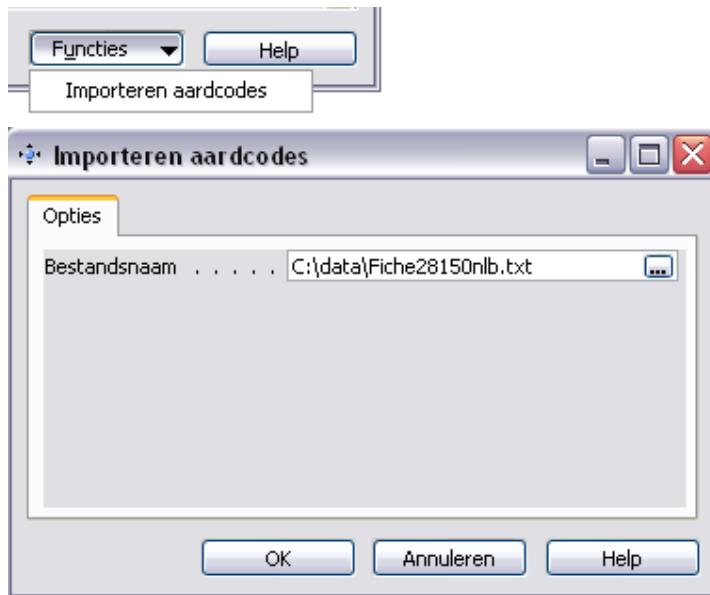 Functies Help
Importeren aardcodes
Importeren aardcodes
Opties
Bestandsnaam . . . . . C:\data\Fiche28150nlb.txt ...
OK Annuleren Help